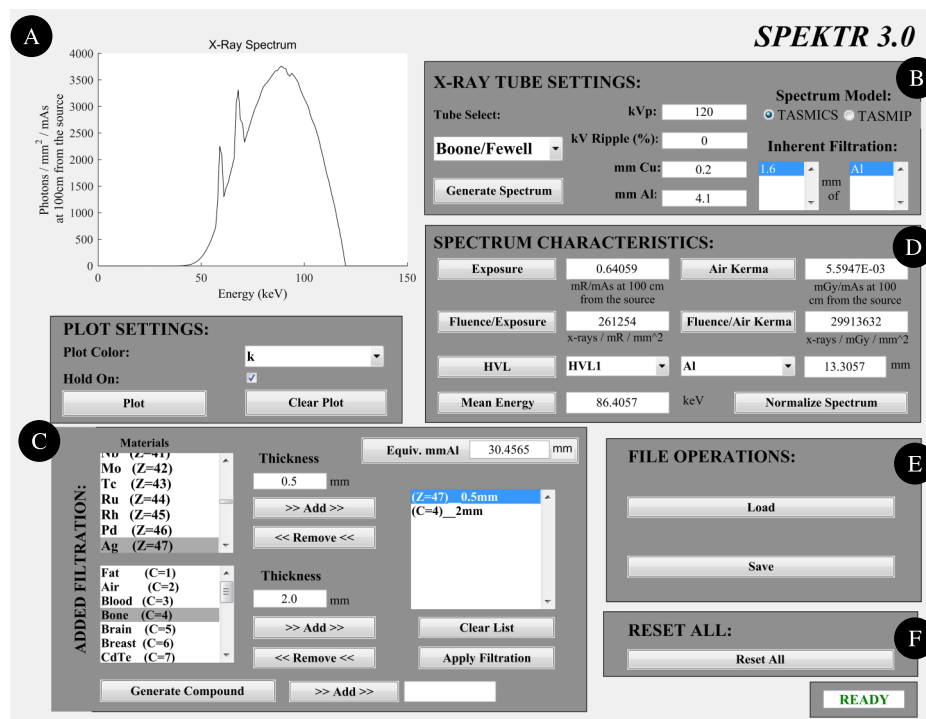 A
SPEKTR 3.0
X-Ray Spectrum
4000
3500
3000
2500
2000
1500
1000
500
0
0
50
100
150
Energy (keV)
Photons / mm^2 / mAs
at 100cm from the source
B
X-RAY TUBE SETTINGS:
Tube Select:
Boone/Fewell
Generate Spectrum
kVp:
120
kV Ripple (%):
0
mm Cu:
0.2
mm Al:
4.1
Spectrum Model:
TASMICS
TASMIP
Inherent Filtration:
1.6
mm
of
Al
D
SPECTRUM CHARACTERISTICS:
Exposure
0.64059
mR/mAs at 100 cm
from the source
Air Kerma
5.5947E-03
mGy/mAs at 100
cm from the source
Fluence/Exposure
261254
x-rays / mR / mm^2
Fluence/Air Kerma
29913632
x-rays / mGy / mm^2
HVL
HVL1
Al
13.3057
mm
Mean Energy
86.4057
keV
Normalize Spectrum
PLOT SETTINGS:
Plot Color:
k
Hold On:
Plot
Clear Plot
C
ADDED FILTRATION:
Materials
Nb (Z=41)
Mo (Z=42)
Tc (Z=43)
Ru (Z=44)
Rh (Z=45)
Pd (Z=46)
Ag (Z=47)
Thickness
0.5
mm
>> Add >>
<< Remove <<
Equiv. mmAl
30.4565
mm
(Z=47)__0.5mm
(C=4)__2mm
Fat (C=1)
Air (C=2)
Blood (C=3)
Bone (C=4)
Brain (C=5)
Breast (C=6)
CdTe (C=7)
Thickness
2.0
mm
>> Add >>
<< Remove <<
Clear List
Apply Filtration
Generate Compound
>> Add >>
E
FILE OPERATIONS:
Load
Save
F
RESET ALL:
Reset All
READY